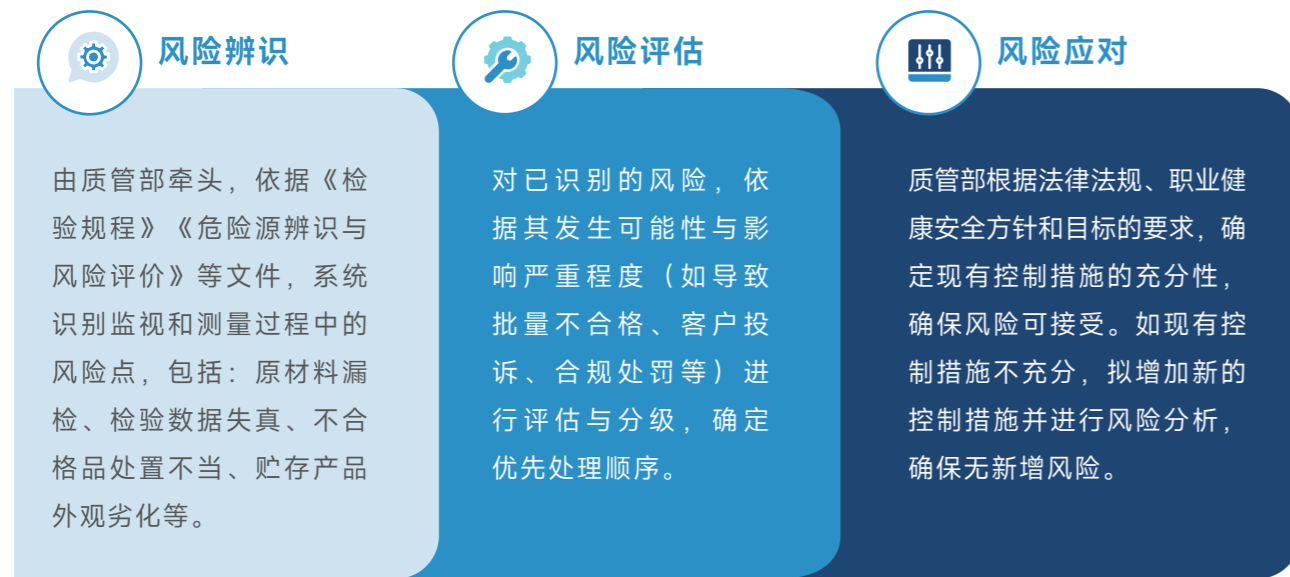 风险辨识
由质管部牵头，依据《检
验规程》《危险源辨识与
风险评价》等文件，系统
识别监视和测量过程中的
风险点，包括：原材料漏
检、检验数据失真、不合
格品处置不当、贮存产品
外观劣化等。
风险评估
对已识别的风险，依
据其发生可能性与影
响严重程度（如导致
批量不合格、客户投
诉、合规处罚等）进
行评估与分级，确定
优先处理顺序。
风险应对
质管部根据法律法规、职业健
康安全方针和目标的要求，确
定现有控制措施的充分性，
确保风险可接受。如现有控
制措施不充分，拟增加新的
控制措施并进行风险分析，
确保无新增风险。